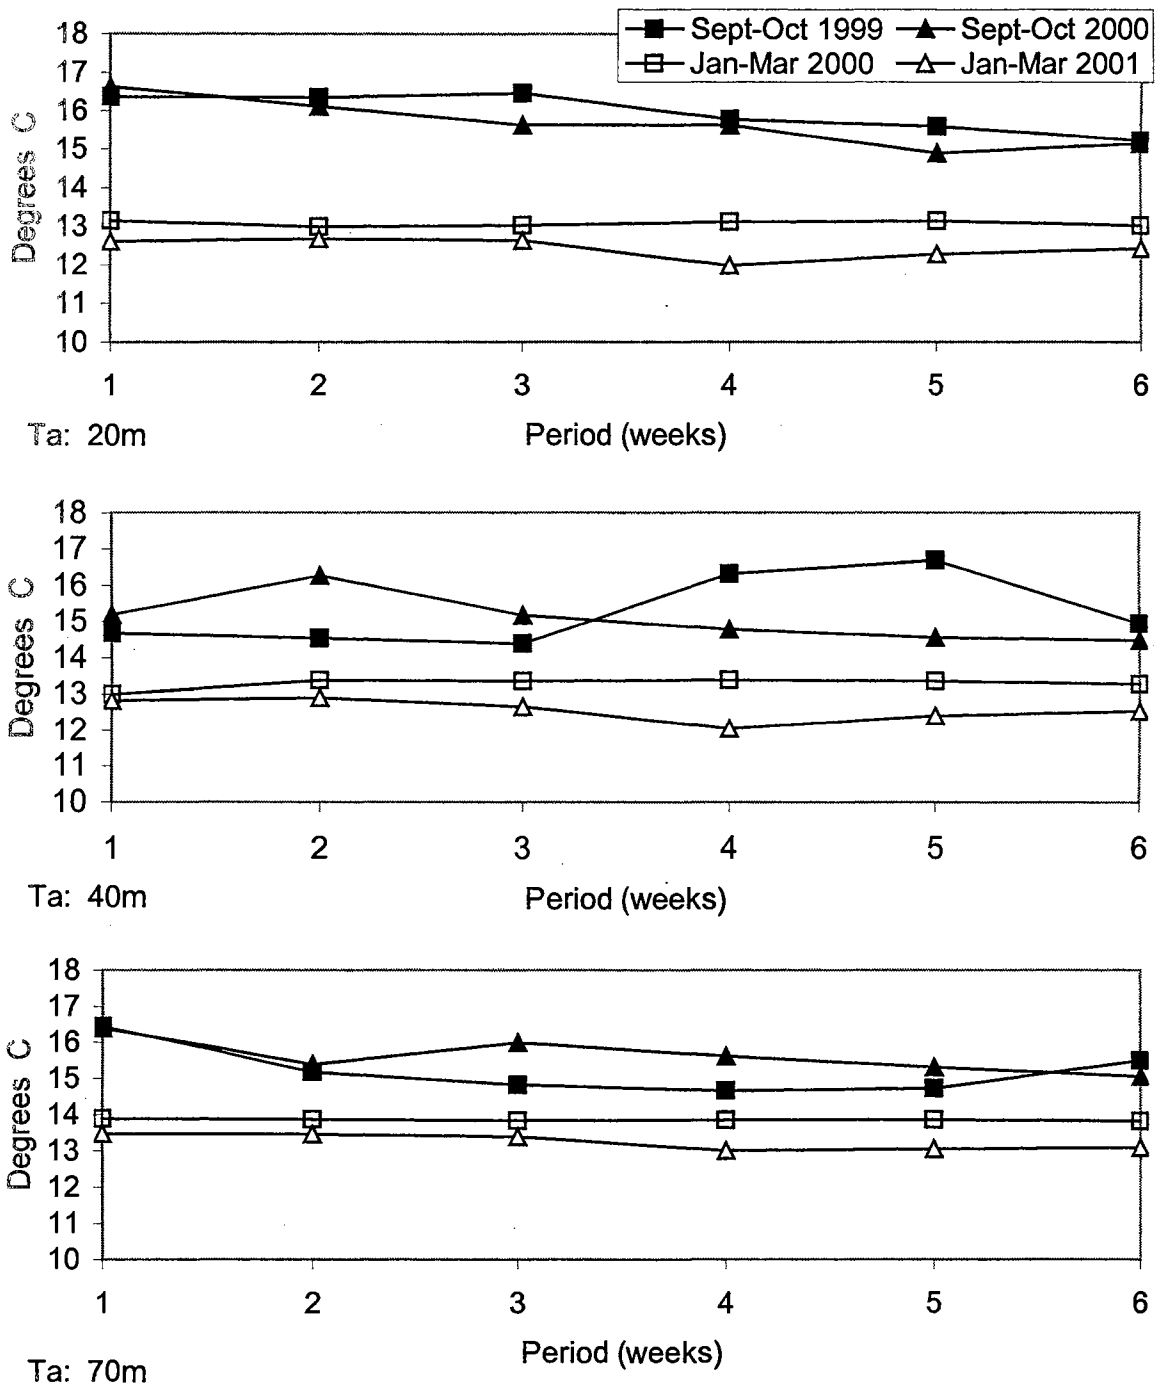 Sept-Oct 1999 Sept-Oct 2000
Jan-Mar 2000 Jan-Mar 2001
18
17
16
15
14
13
12
11
10
Degrees C
1 2 3 4 5 6
Ta: 20m Period (weeks)
18
17
16
15
14
13
12
11
10
Degrees C
1 2 3 4 5 6
Ta: 40m Period (weeks)
18
17
16
15
14
13
12
11
10
Degrees C
1 2 3 4 5 6
Period (weeks)
Ta: 70m